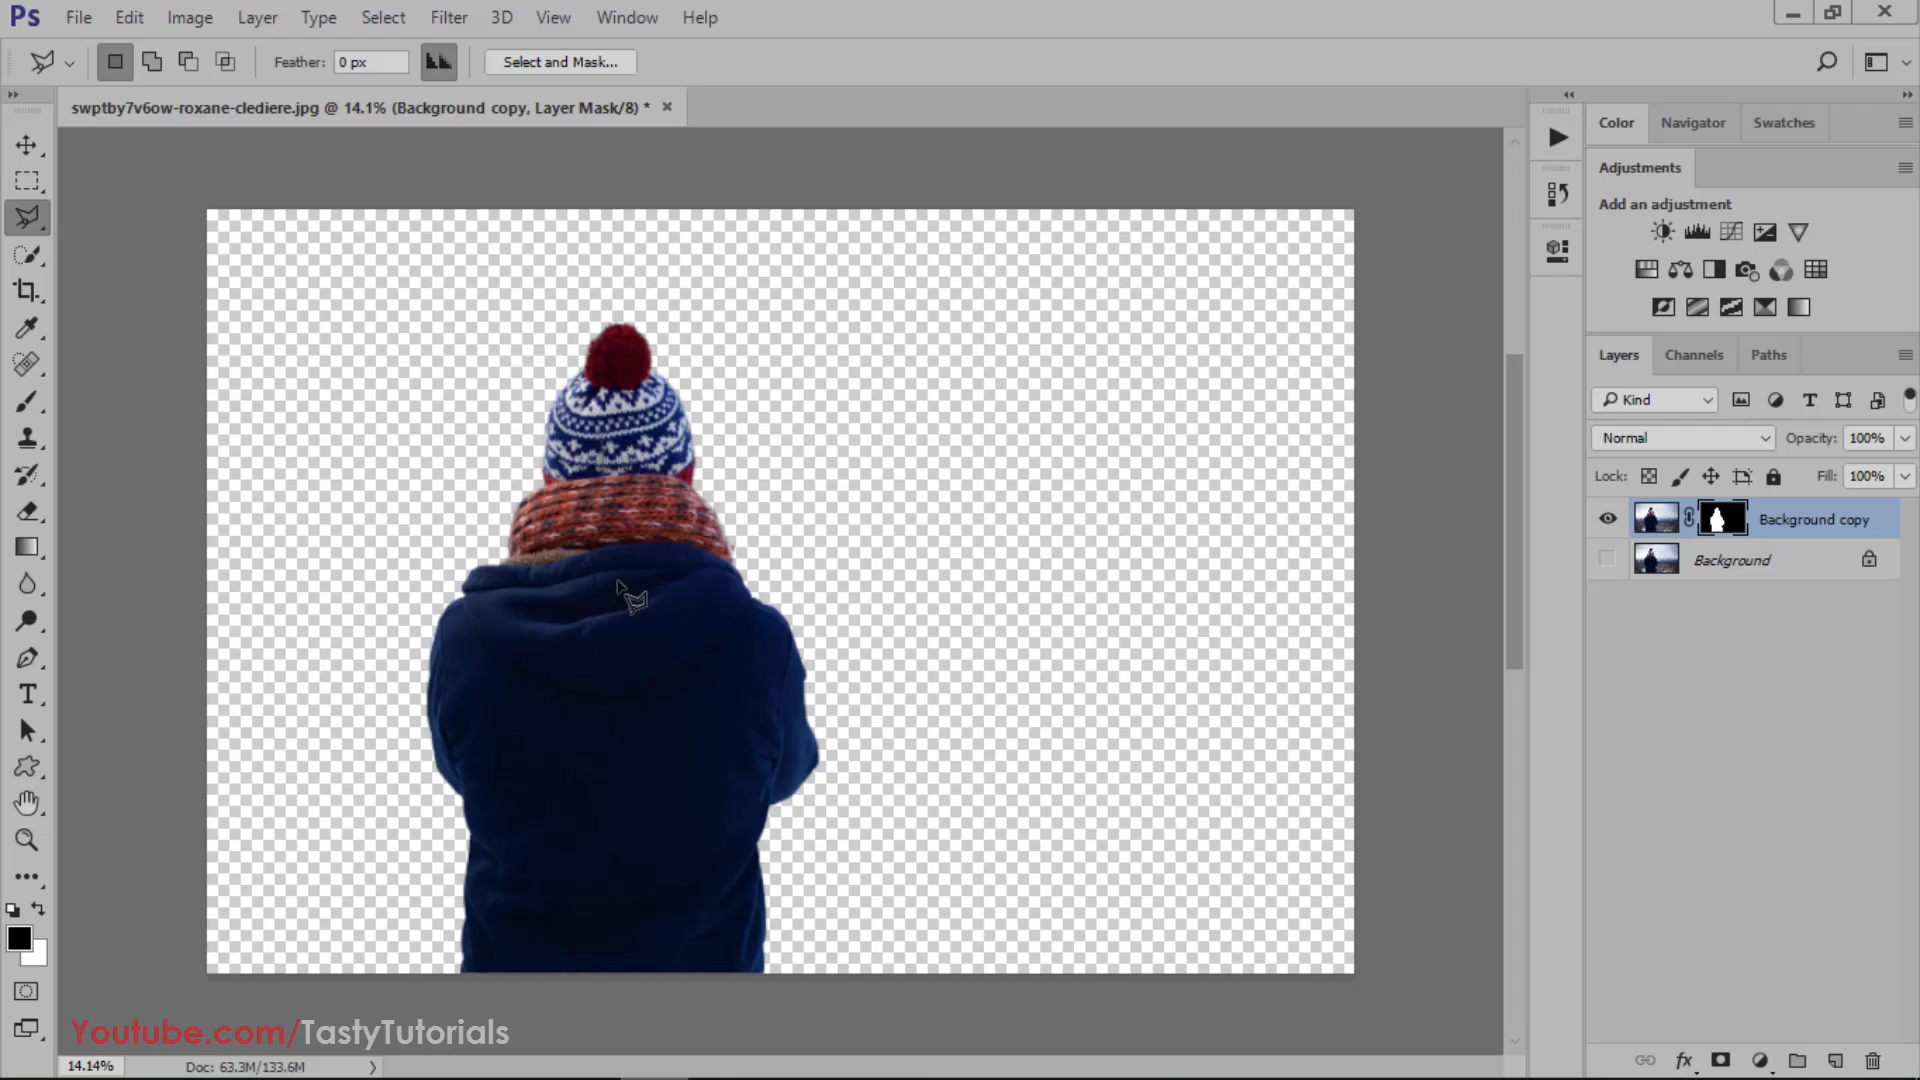 Ps File Edit Image Layer Type Select Filter 3D View Window Help
Feather: 0 px Select and Mask...
swptby7v6ow-roxane-clediere.jpg @ 14.1% (Background copy, Layer Mask/8) *
Color Navigator Swatches
Adjustments
Add an adjustment
Layers Channels Paths
Kind
Normal Opacity: 100%
Lock: Fill: 100%
Background copy
Background
fx
Youtube.com/TastyTutorials
14.14% Doc: 63.3M/133.6M